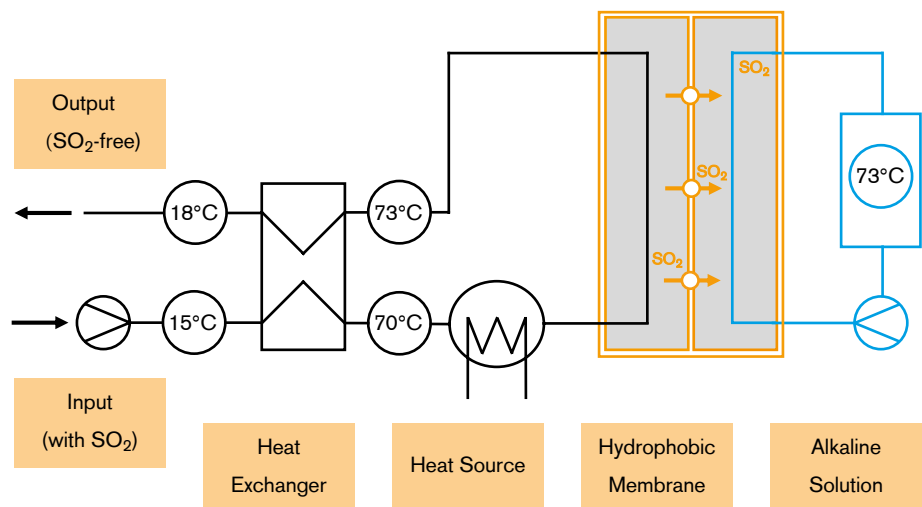 Output
(SO₂-free)
18°C
73°C
15°C
70°C
SO₂
SO₂
SO₂
73°C
Input
(with SO₂)
Heat
Exchanger
Heat Source
Hydrophobic
Membrane
Alkaline
Solution